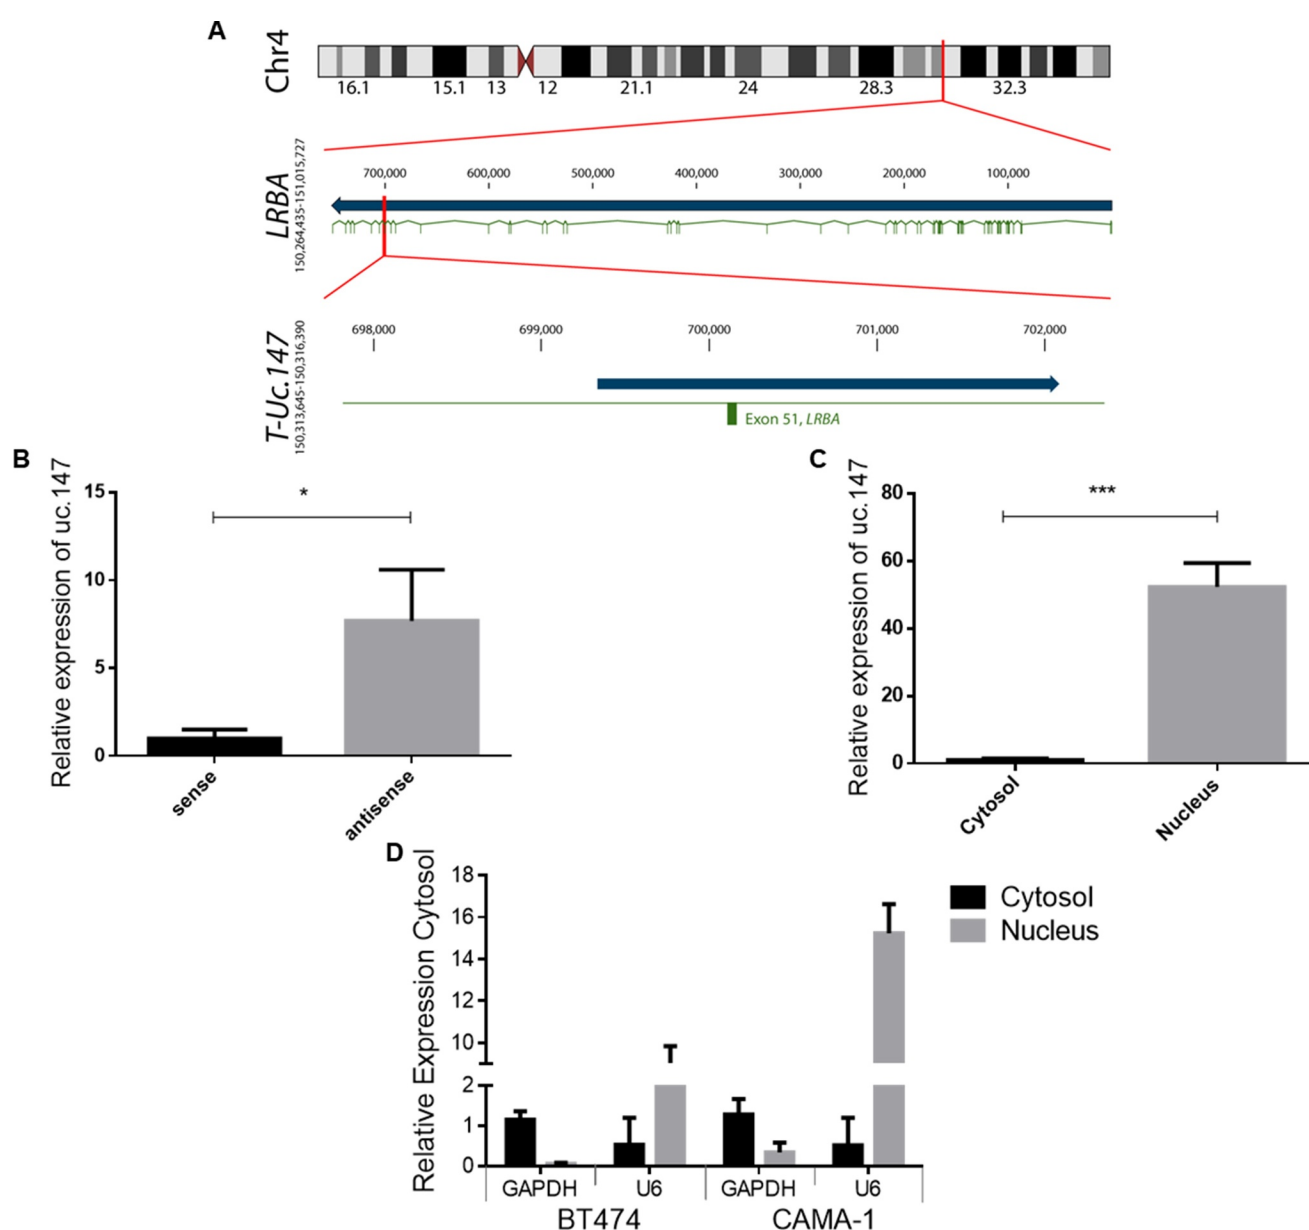 A
Chr4
16.1 15.1 13 12 21.1 24 28.3 32.3
LRBA
150,264,435-151,015,727
700,000 600,000 500,000 400,000 300,000 200,000 100,000
T-Uc.147
150,313,645-150,316,390
698,000 699,000 700,000 701,000 702,000
Exon 51, LRBA
B
Relative expression of uc.147
15
10
5
0
*
sense
antisense
C
Relative expression of uc.147
80
60
40
20
0
***
Cytosol
Nucleus
D
Relative Expression Cytosol
18
16
14
12
10
2
1
0
GAPDH U6 GAPDH U6
BT474 CAMA-1
Cytosol
Nucleus